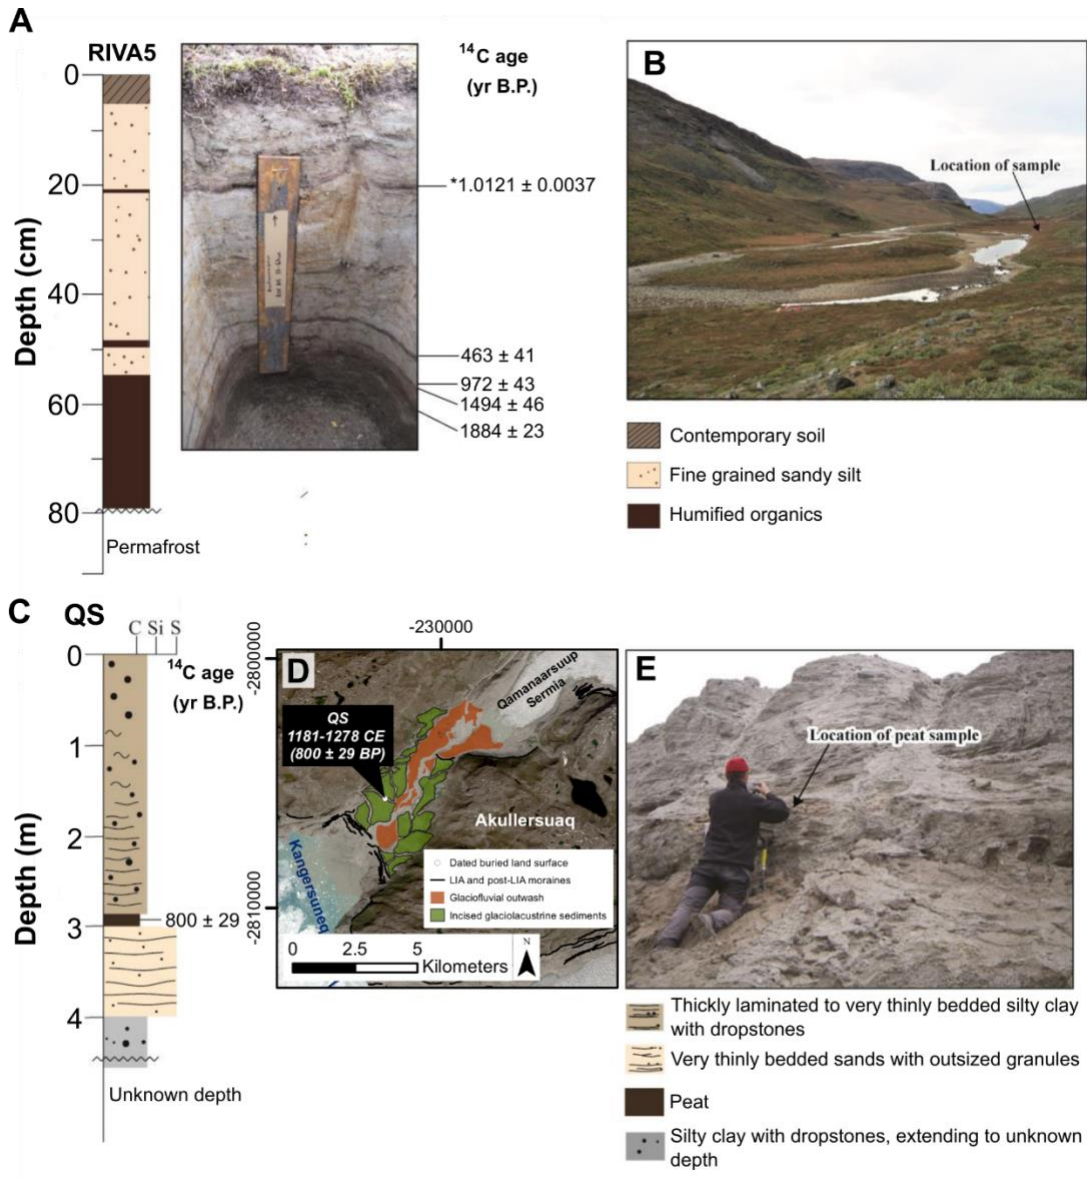 A
RIVA5
14C age
(yr B.P.)
0
20
40
60
80
Depth (cm)
*1.0121 ± 0.0037
463 ± 41
972 ± 43
1494 ± 46
1884 ± 23
Permafrost
B
Location of sample
Contemporary soil
Fine grained sandy silt
Humified organics
C
QS
C Si S
14C age
(yr B.P.)
0
1
2
3
4
Depth (m)
800 ± 29
Unknown depth
-230000
-2800000
-2810000
D
Qamanaarsuup
Sermia
QS
1181-1278 CE
(800 ± 29 BP)
Akullersuaq
Kangersuneq
Dated buried land surface
LIA and post-LIA moraines
Glaciofluvial outwash
Incised glaciolacustrine sediments
0 2.5 5
Kilometers
N
E
Location of peat sample
Thickly laminated to very thinly bedded silty clay
with dropstones
Very thinly bedded sands with outsized granules
Peat
Silty clay with dropstones, extending to unknown
depth